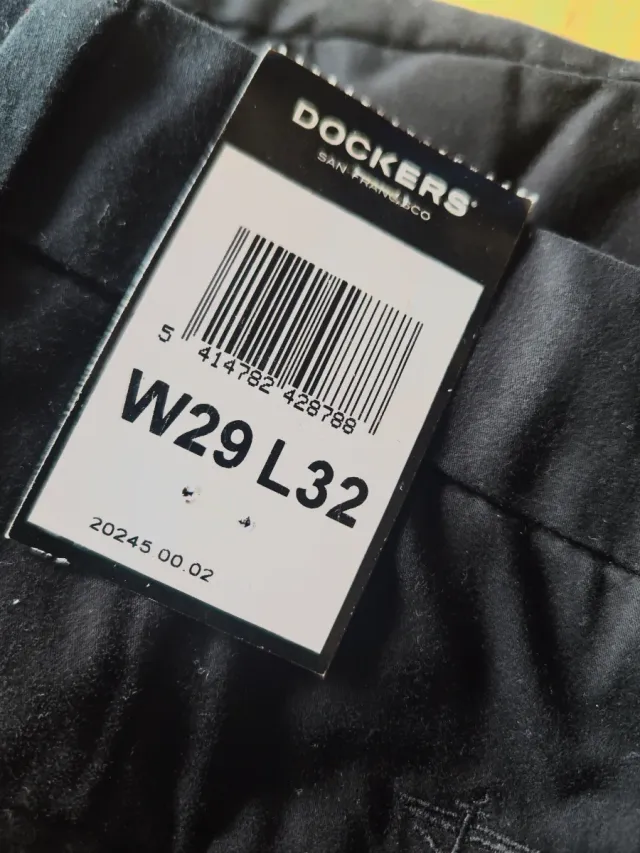 DOCKERS®
SAN FRANCISCO
5 414782 428788
W29 L32
20245 00.02